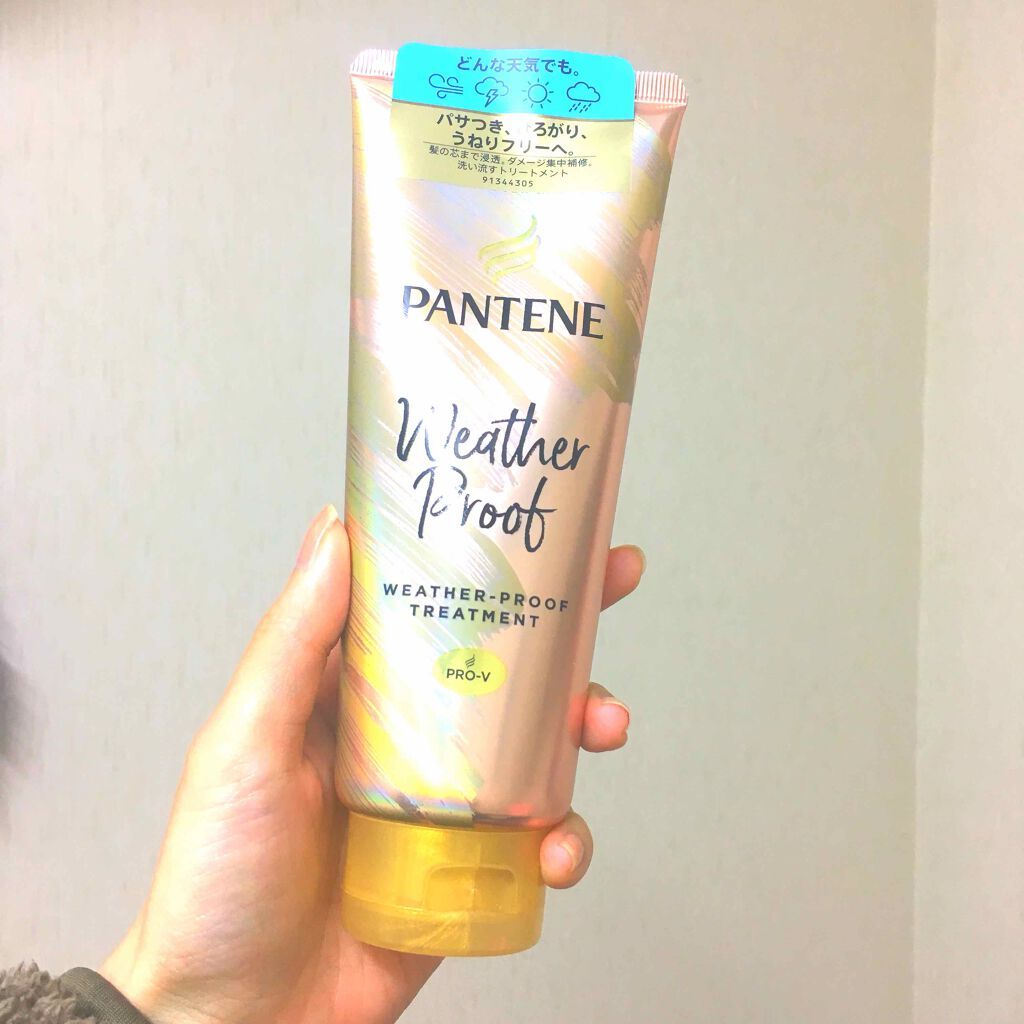 どんな天気でも。
パサつき、ひろがり、
うねりフリーへ。
髪の芯まで浸透。ダメージ集中補修。
洗い流すトリートメント
91344305
PANTENE
Weather
Proof
WEATHER-PROOF
TREATMENT
PRO-V